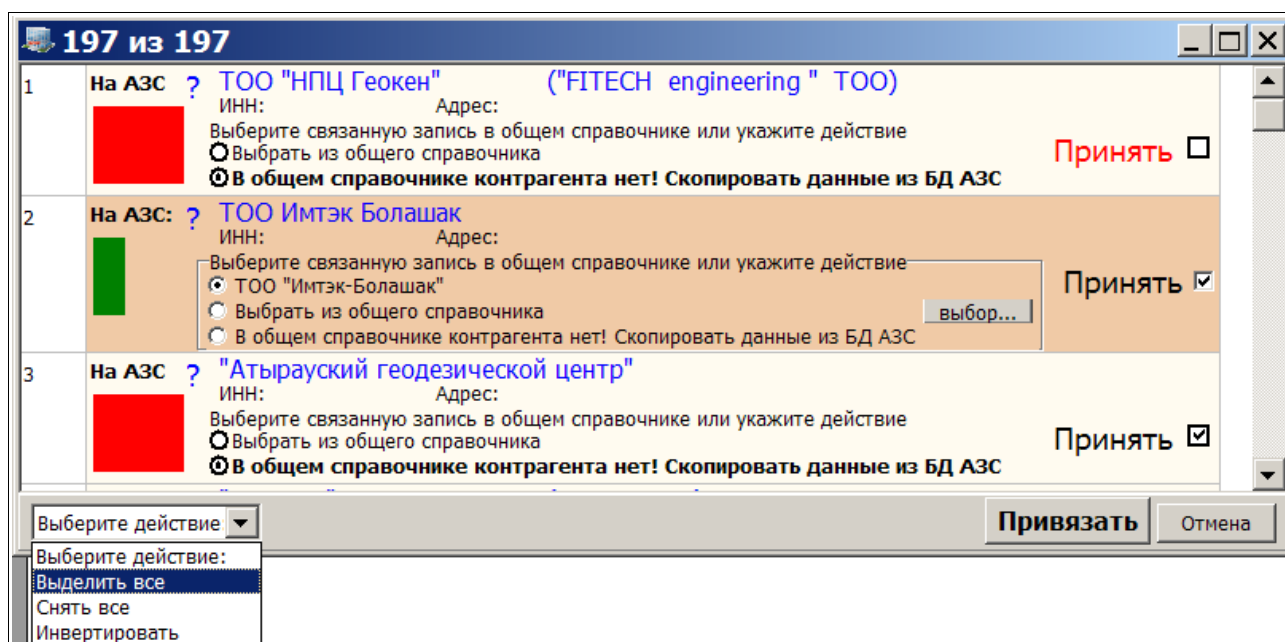 197 из 197
1 На АЗС ? ТОО "НПЦ Геокен" ("FITECH engineering " ТОО)
ИНН: Адрес:
Выберите связанную запись в общем справочнике или укажите действие
Выбрать из общего справочника
В общем справочнике контрагента нет! Скопировать данные из БД АЗС
Принять
2 На АЗС: ? ТОО Имтэк Болашак
ИНН: Адрес:
Выберите связанную запись в общем справочнике или укажите действие
ТОО "Имтэк-Болашак"
Выбрать из общего справочника
выбор...
В общем справочнике контрагента нет! Скопировать данные из БД АЗС
Принять
3 На АЗС ? "Атырауский геодезической центр"
ИНН: Адрес:
Выберите связанную запись в общем справочнике или укажите действие
Выбрать из общего справочника
В общем справочнике контрагента нет! Скопировать данные из БД АЗС
Принять
Выберите действие
Привязать
Отмена
Выберите действие:
Выделить все
Снять все
Инвертировать